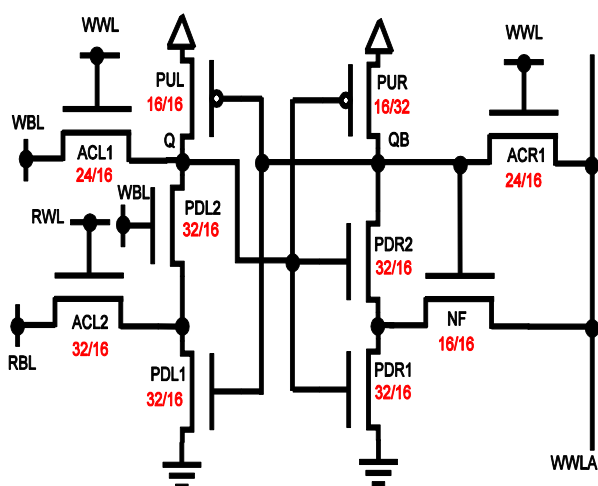 WWL
WWL
PUL
16/16
PUR
16/32
WBL
Q
QB
ACL1
24/16
ACR1
24/16
WBL
PDL2
32/16
RWL
PDR2
32/16
ACL2
32/16
NF
16/16
RBL
PDL1
32/16
PDR1
32/16
WWLA